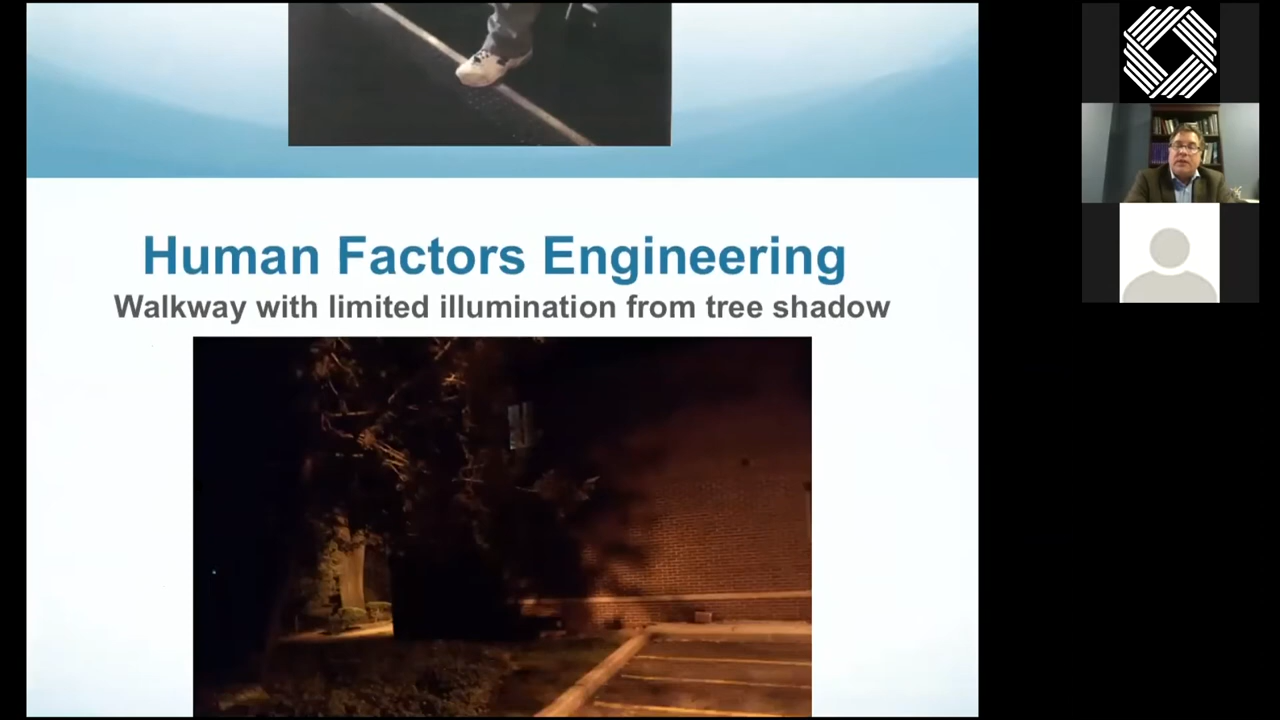 Human Factors Engineering
Walkway with limited illumination from tree shadow